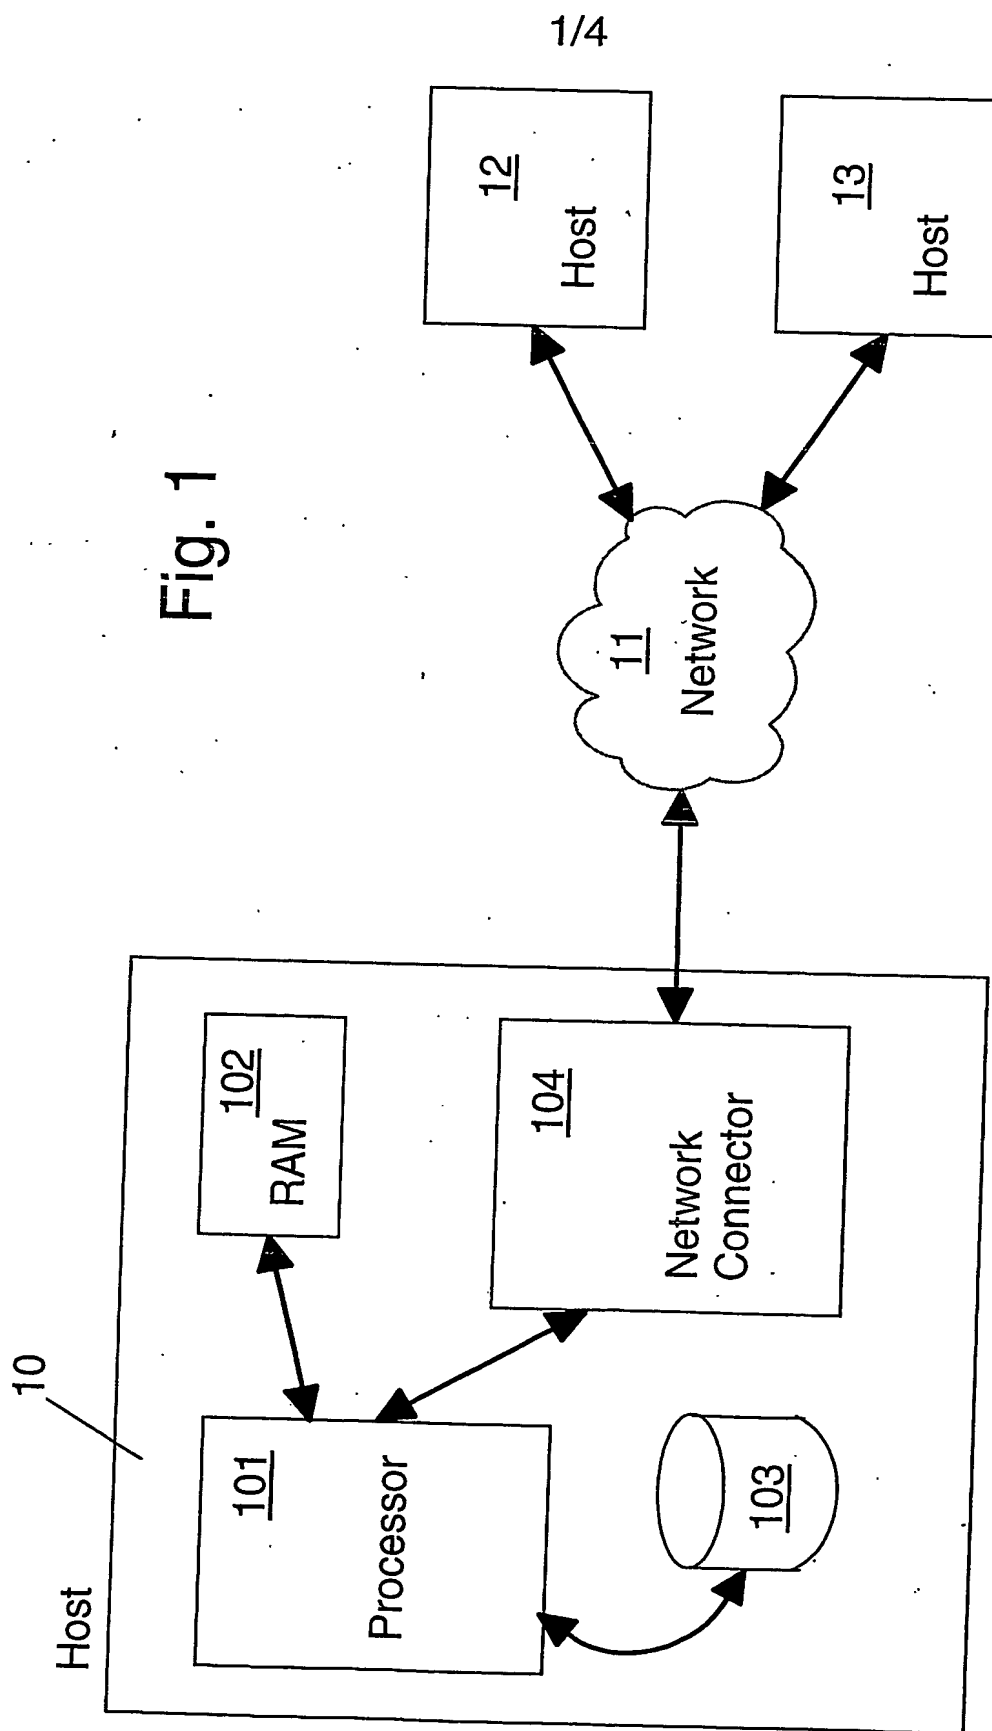 1/4
Fig. 1
Host
10
101
Processor
102
RAM
103
104
Network
Connector
11
Network
12
Host
13
Host